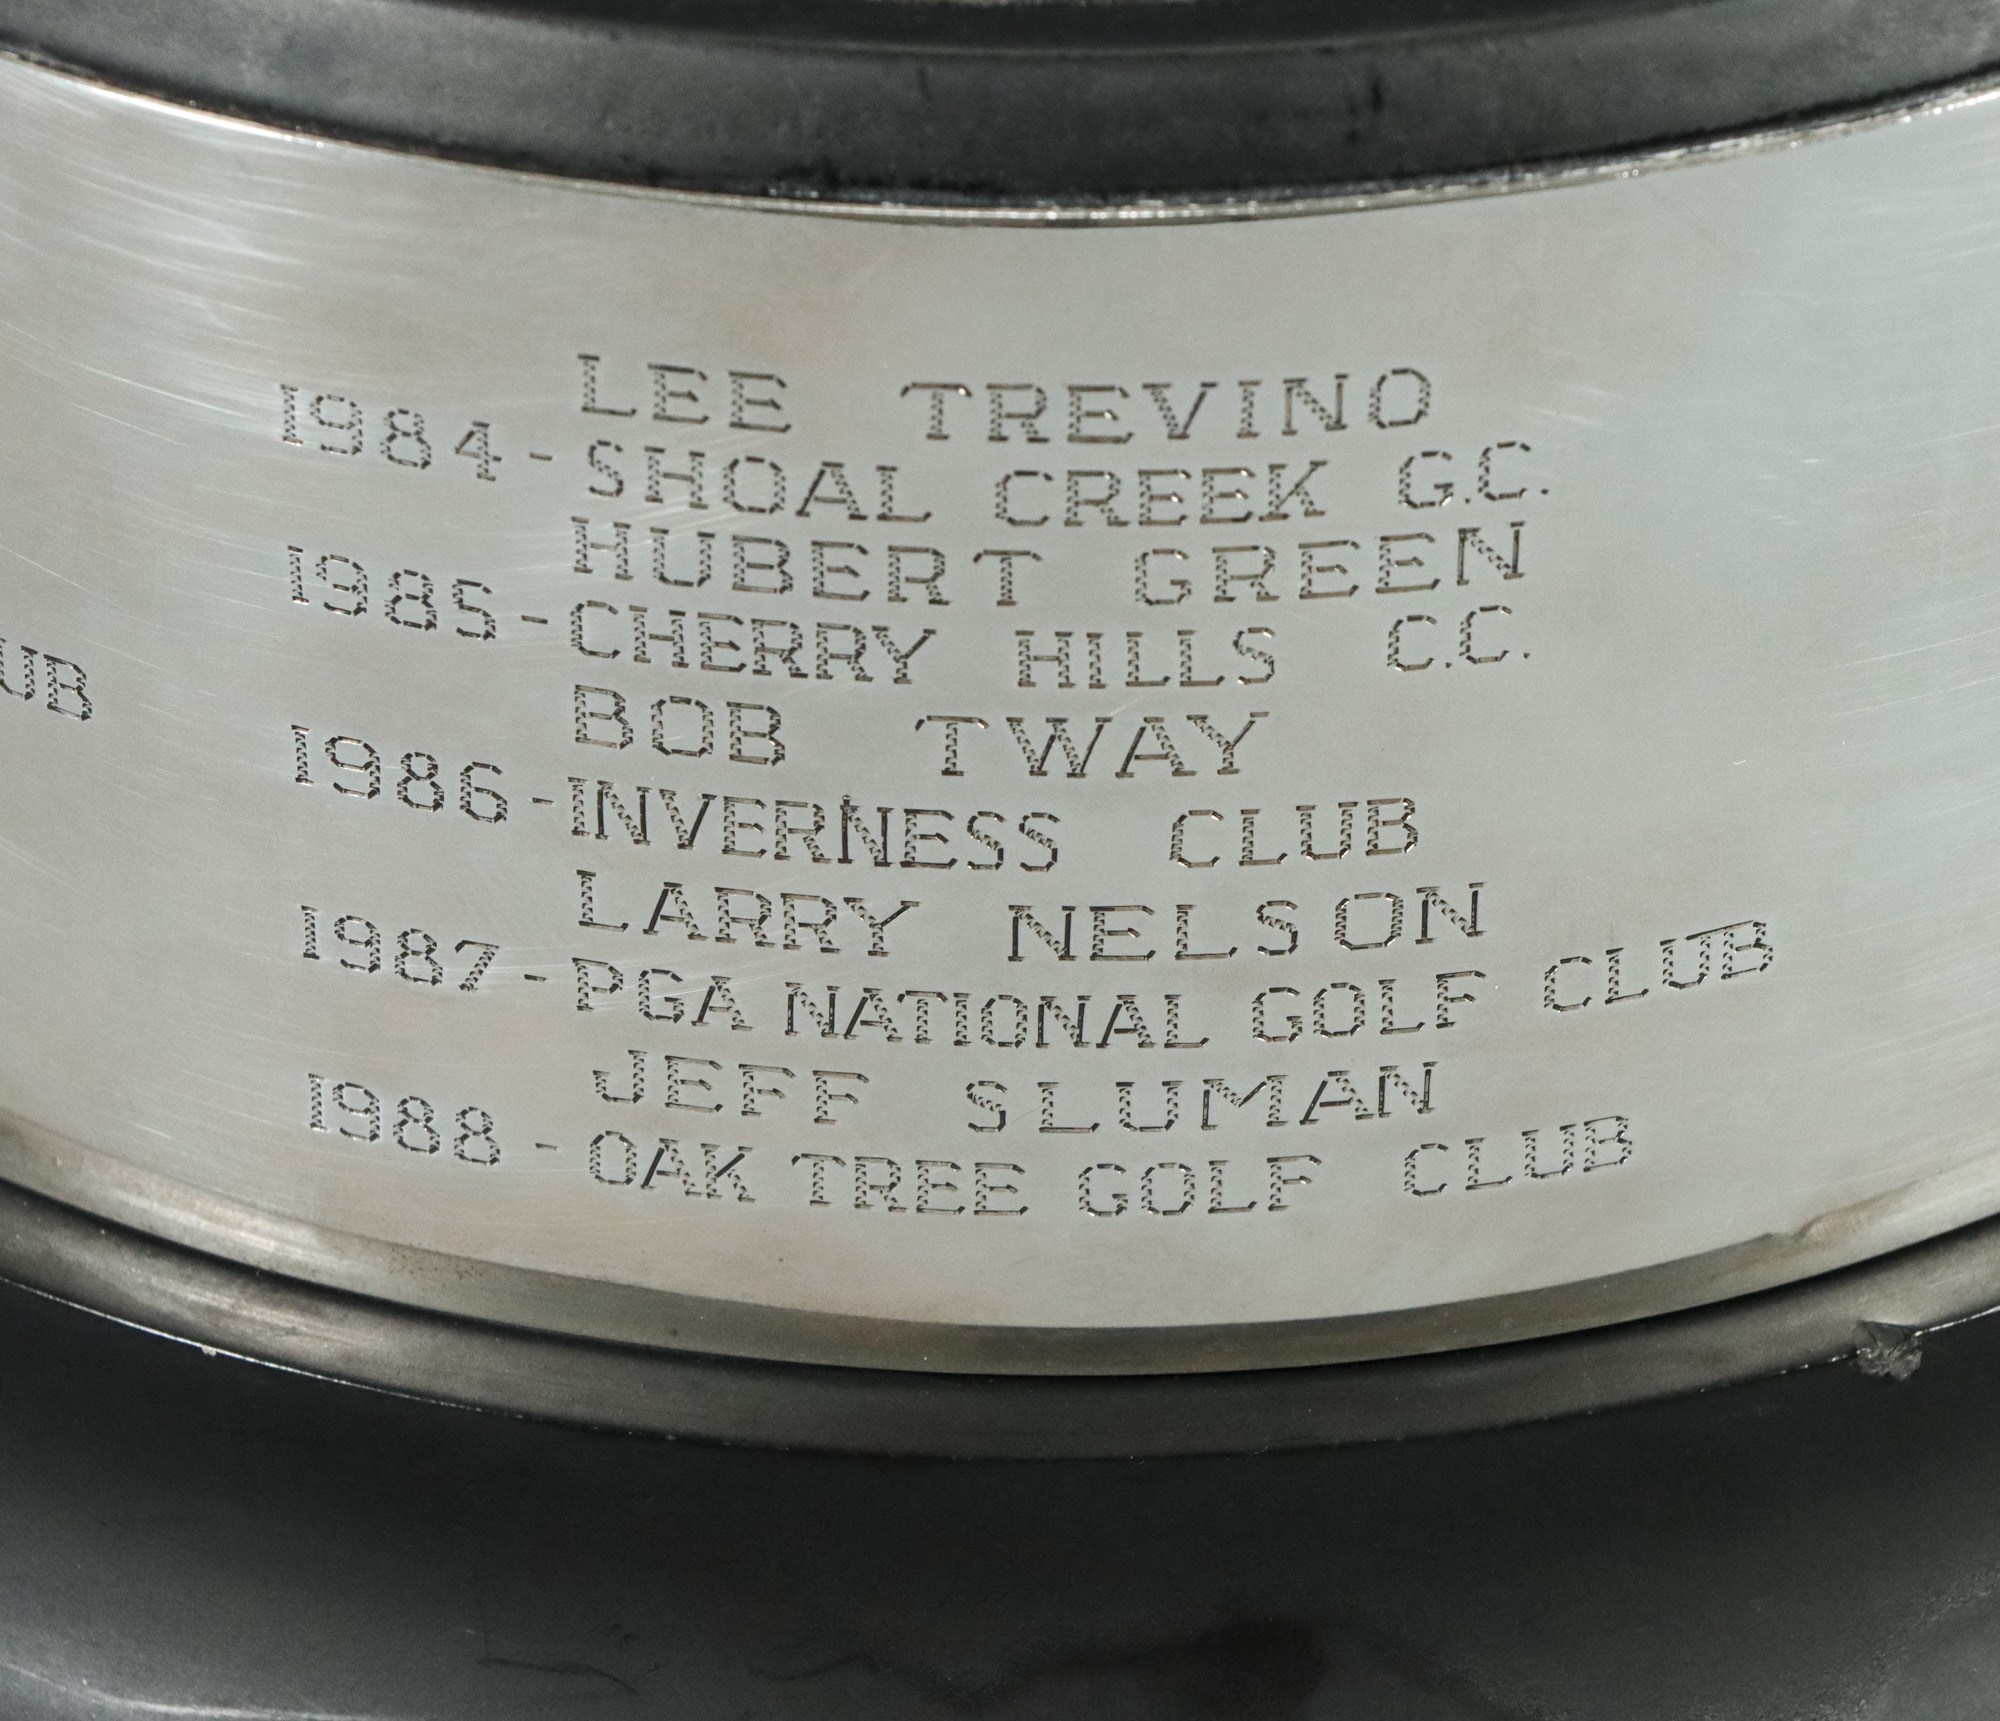 LEE TREVINO
1984 - SHOAL CREEK G.C.
HUBERT GREEN
1985 - CHERRY HILLS C.C.
BOB TWAY
1986 - INVERNESS CLUB
LARRY NELSON
1987 - PGA NATIONAL GOLF CLUB
JEFF SLUMAN
1988 - OAK TREE GOLF CLUB